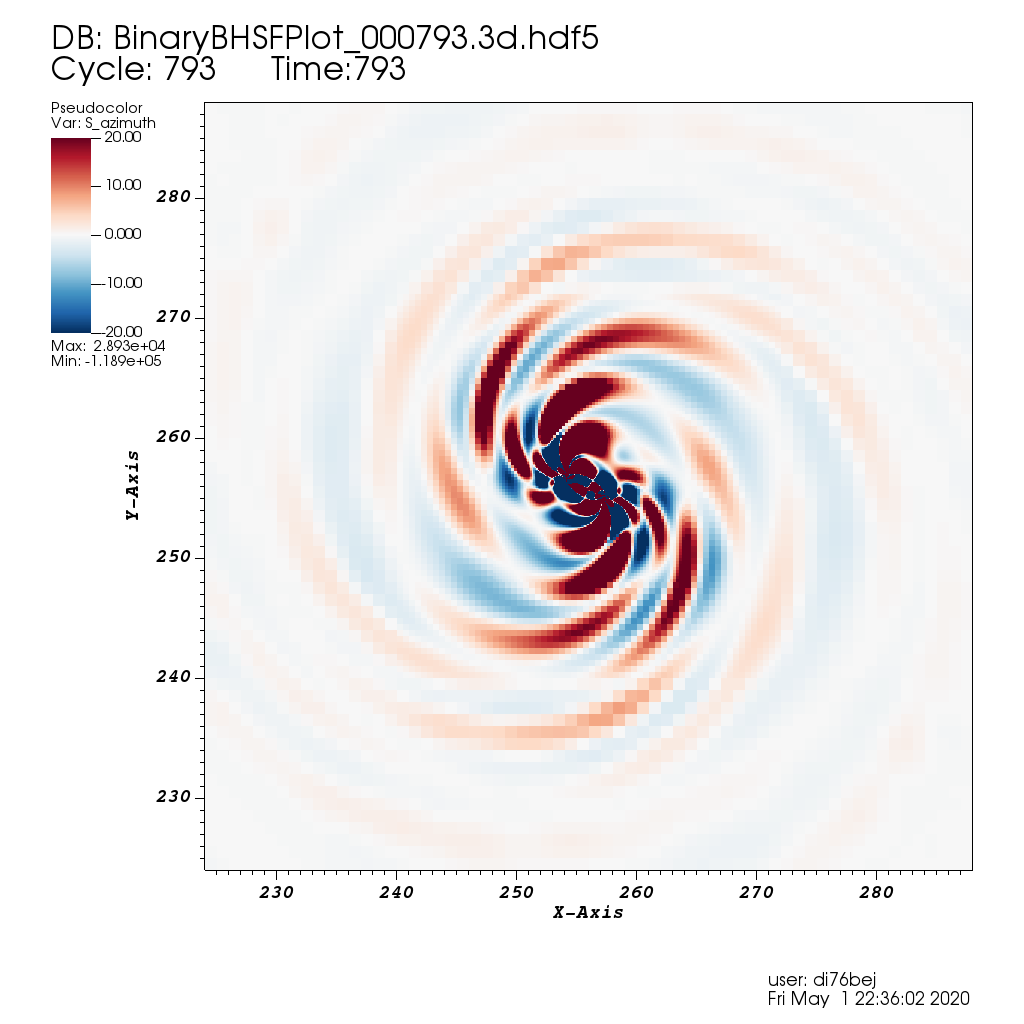 DB: BinaryBHSFPlot_000793.3d.hdf5
Cycle: 793 Time:793
Pseudocolor
Var: S_azimuth
20.00
10.00
0.000
-10.00
-20.00
Max: 2.893e+04
Min: -1.189e+05
280
270
260
250
240
230
Y-Axis
230 240 250 260 270 280
X-Axis
user: di76bej
Fri May 1 22:36:02 2020